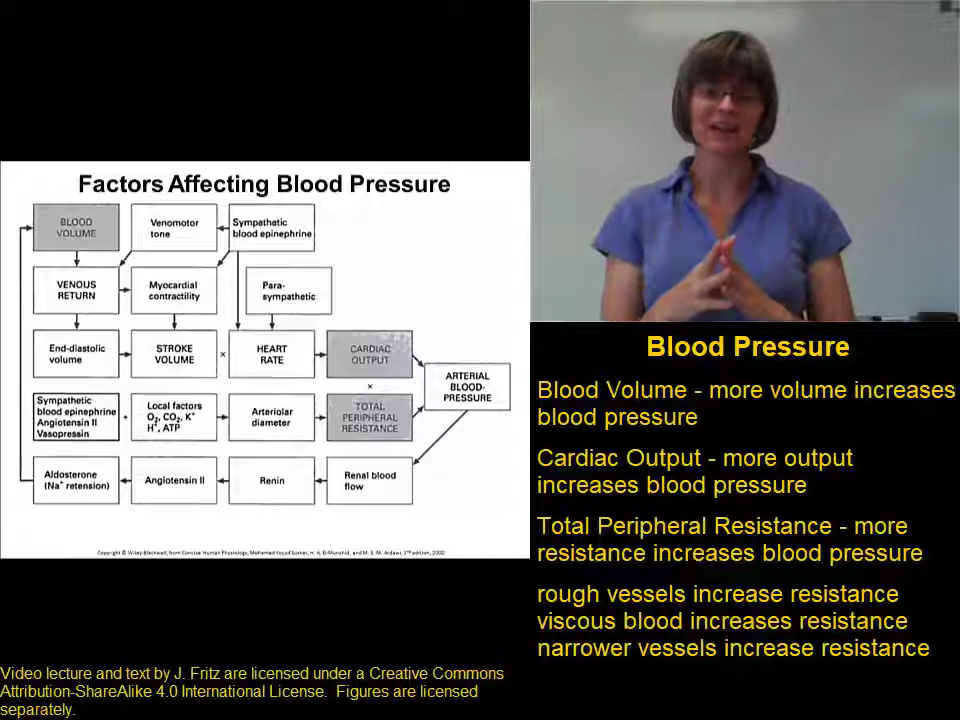 Factors Affecting Blood Pressure
BLOOD
VOLUME
Venomotor
tone
Sympathetic
blood epinephrine
VENOUS
RETURN
Myocardial
contractility
Para-
sympathetic
End-diastolic
volume
STROKE
VOLUME
×
HEART
RATE
CARDIAC
OUTPUT
×
ARTERIAL
BLOOD-
PRESSURE
Sympathetic
blood epinephrine
Angiotensin II
Vasopressin
+
Local factors
O₂, CO₂, K⁺
H⁺, ATP
Arteriolar
diameter
TOTAL
PERIPHERAL
RESISTANCE
Aldosterone
(Na⁺ retension)
Angiotensin II
Renin
Renal blood
flow
Blood Pressure
Blood Volume - more volume increases
blood pressure
Cardiac Output - more output
increases blood pressure
Total Peripheral Resistance - more
resistance increases blood pressure
rough vessels increase resistance
viscous blood increases resistance
narrower vessels increase resistance
Video lecture and text by J. Fritz are licensed under a Creative Commons
Attribution-ShareAlike 4.0 International License. Figures are licensed
separately.